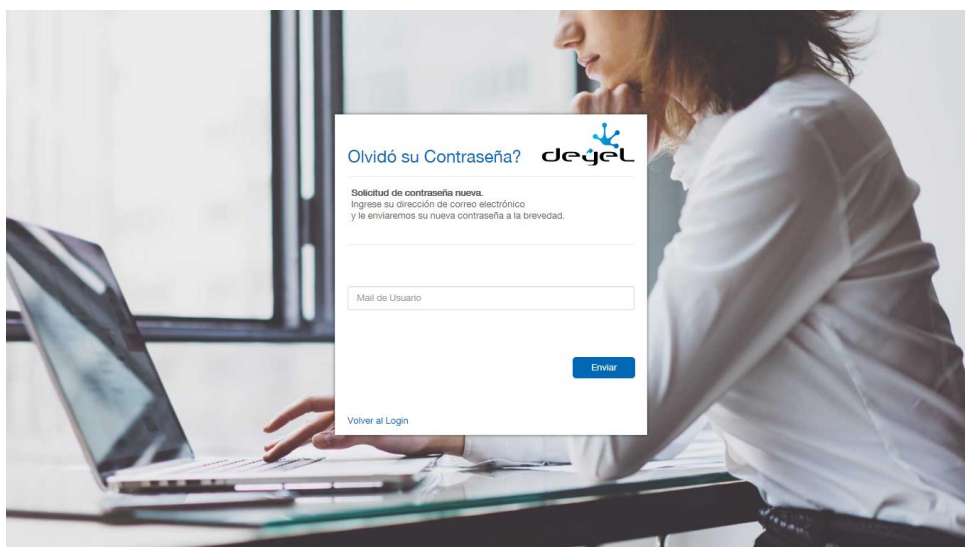 Olvidó su Contraseña?
degel
Solicitud de contraseña nueva.
Ingrese su dirección de correo electrónico
y le enviaremos su nueva contraseña a la brevedad.
Mail de Usuario
Enviar
Volver al Login